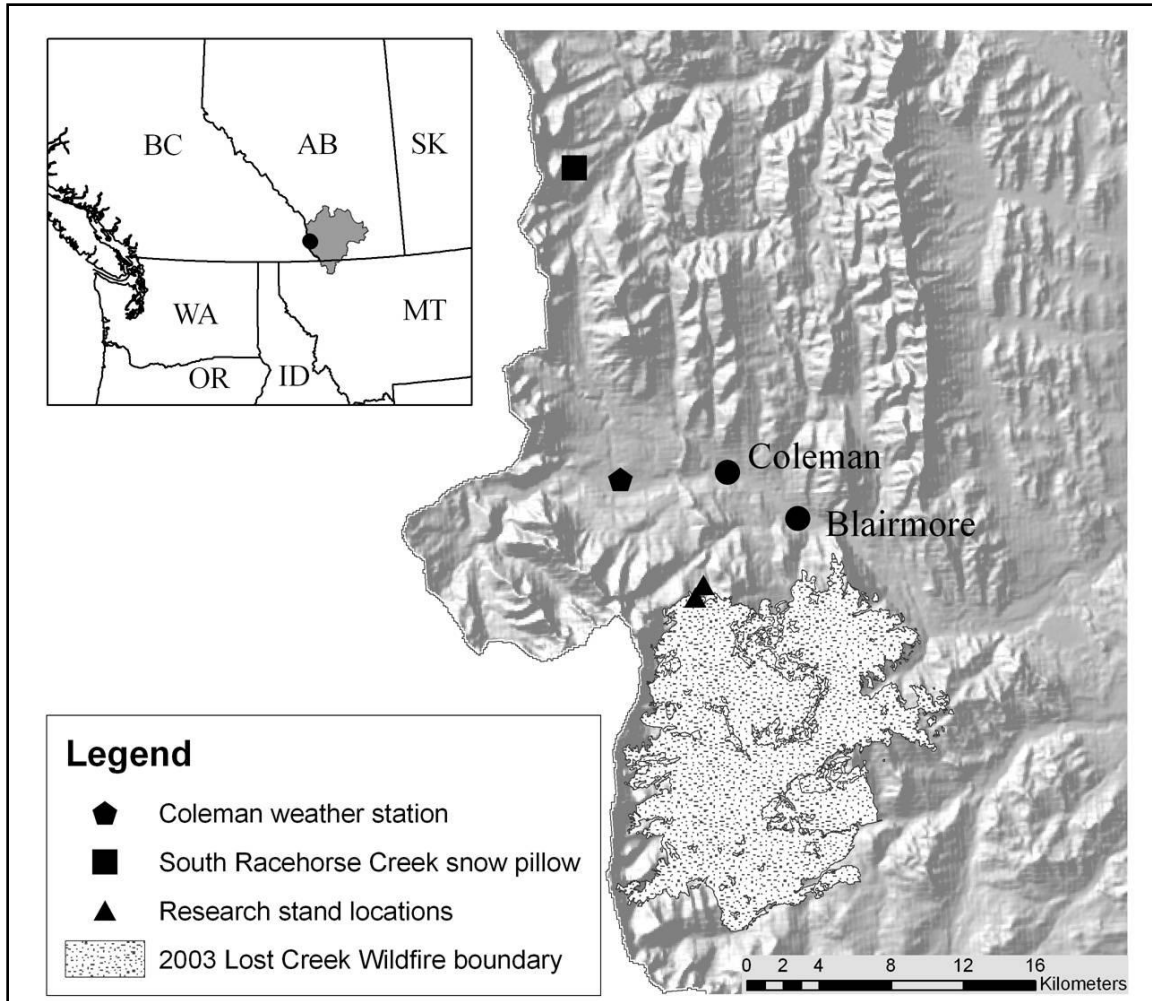 BC
AB
SK
WA
MT
OR
ID
Coleman
Blairmore
Legend
Coleman weather station
South Racehorse Creek snow pillow
Research stand locations
2003 Lost Creek Wildfire boundary
0 2 4 8 12 16
Kilometers